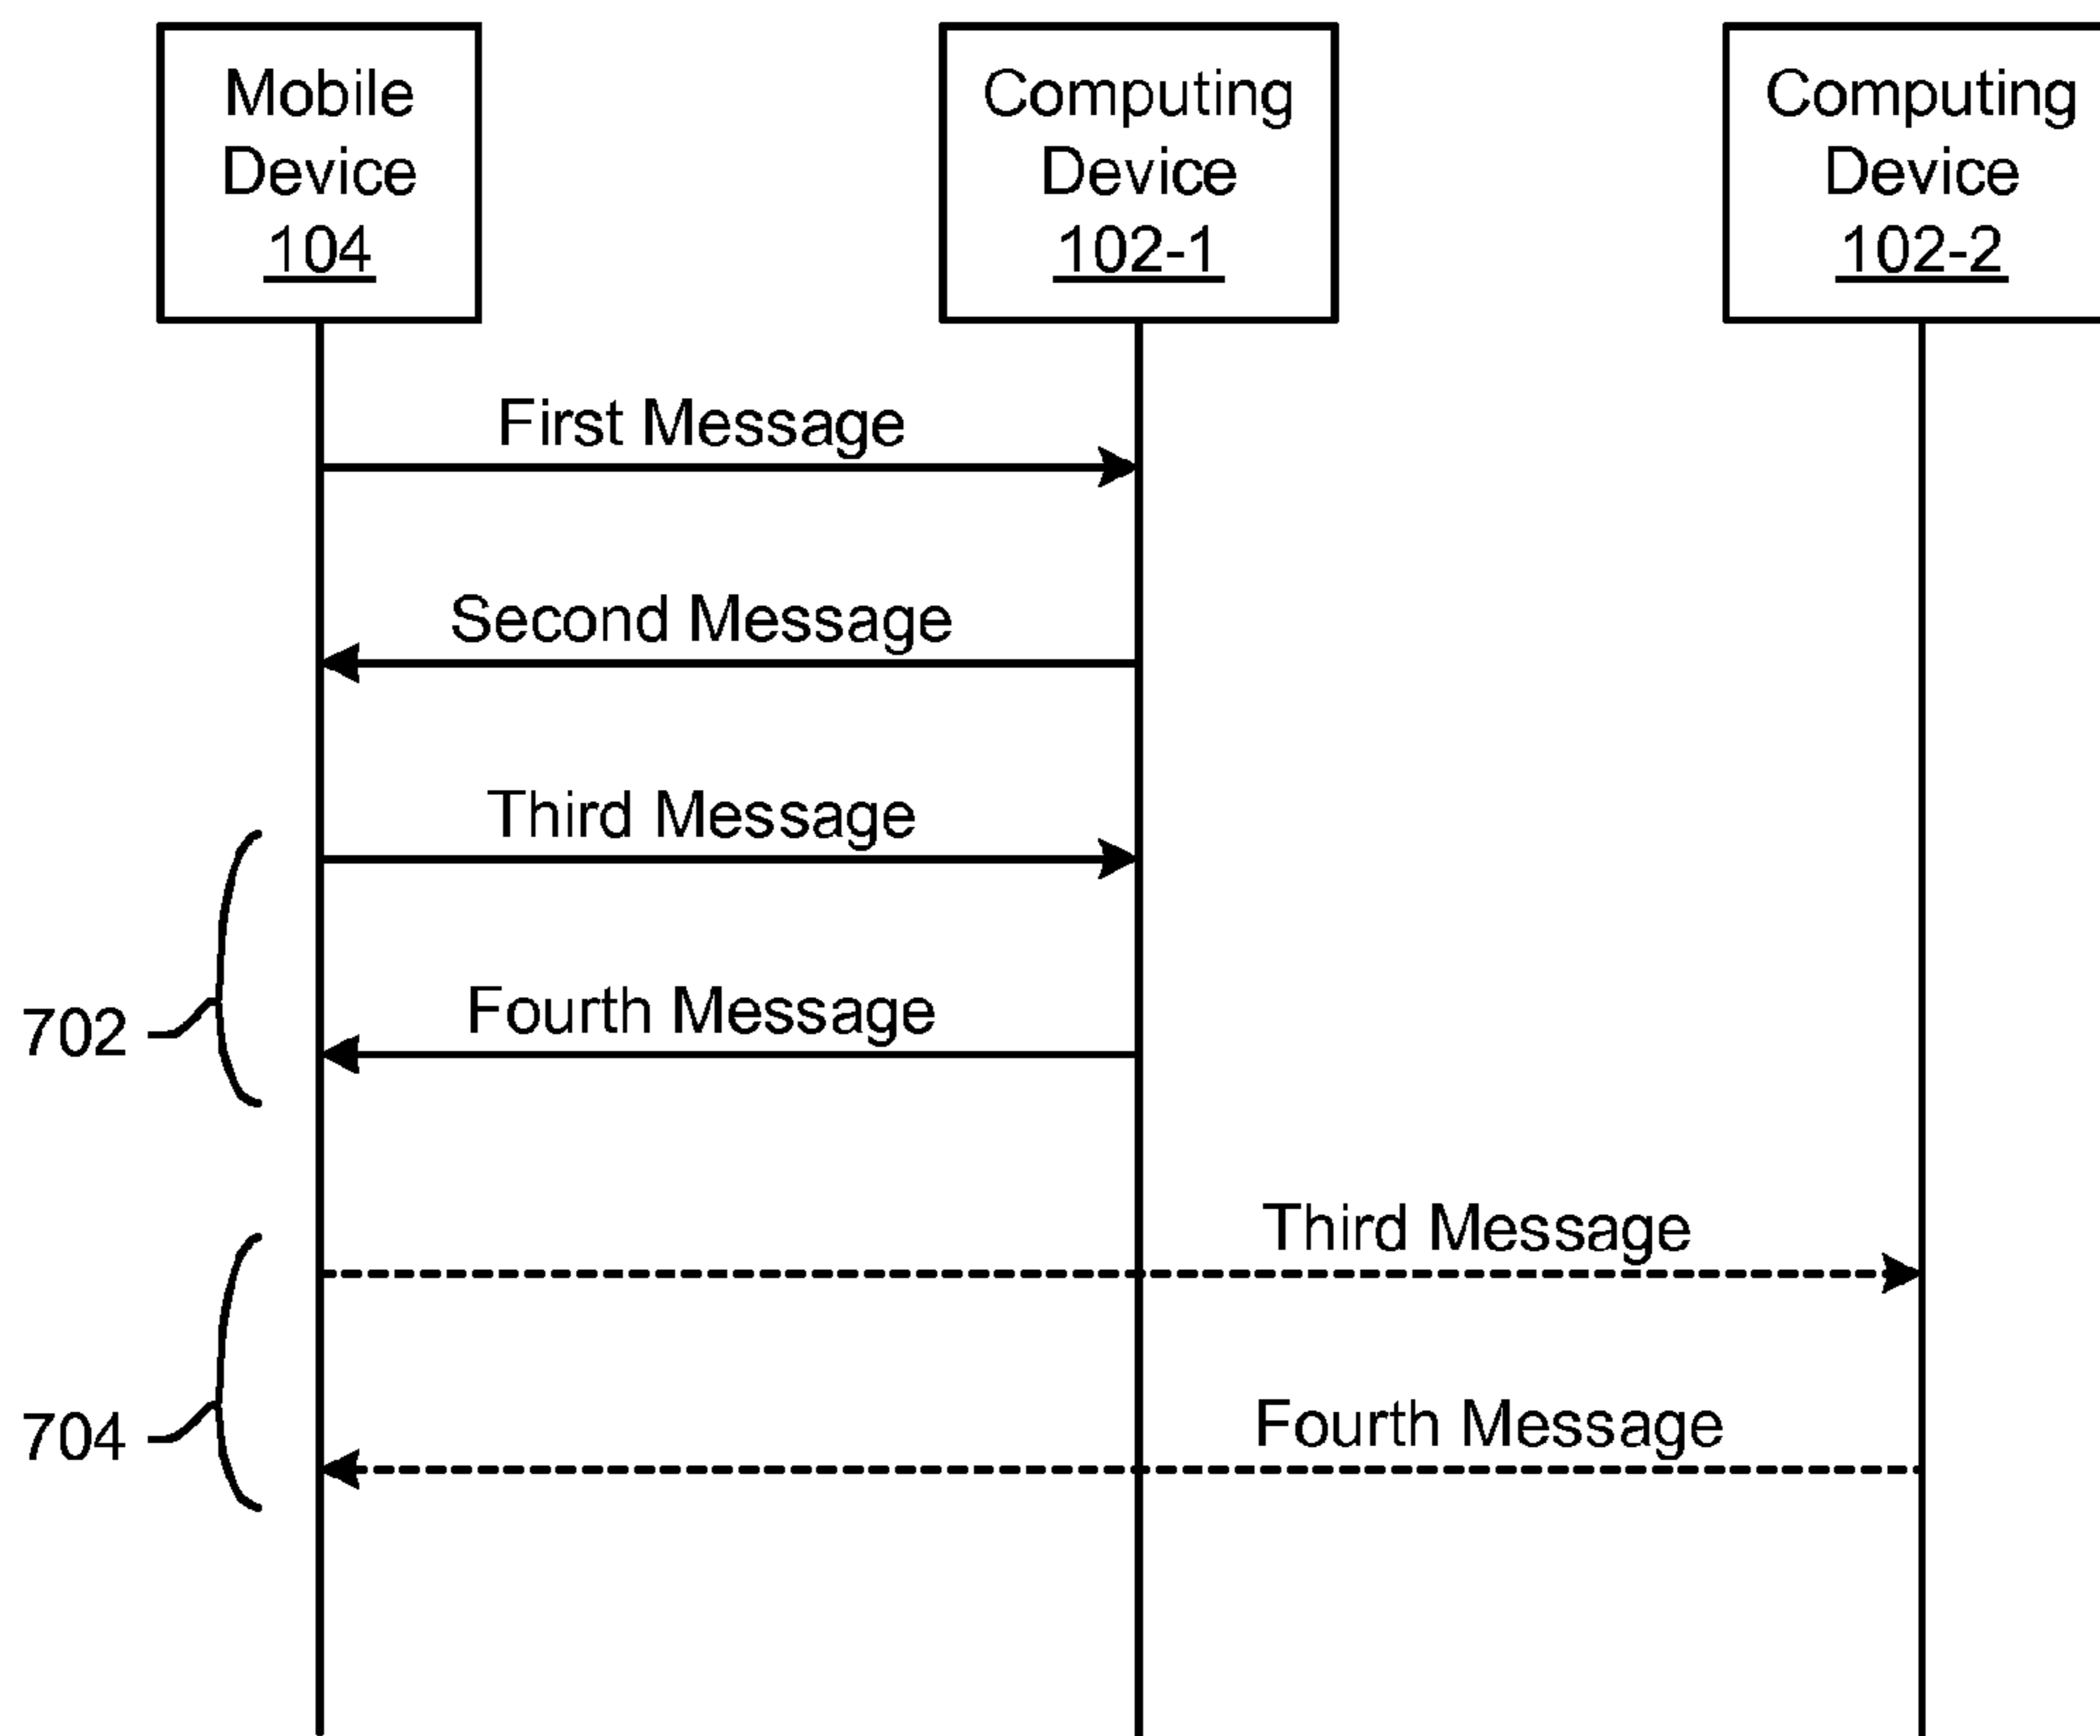 Mobile
Device
104
Computing
Device
102-1
Computing
Device
102-2
First Message
Second Message
Third Message
Fourth Message
702
Third Message
Fourth Message
704